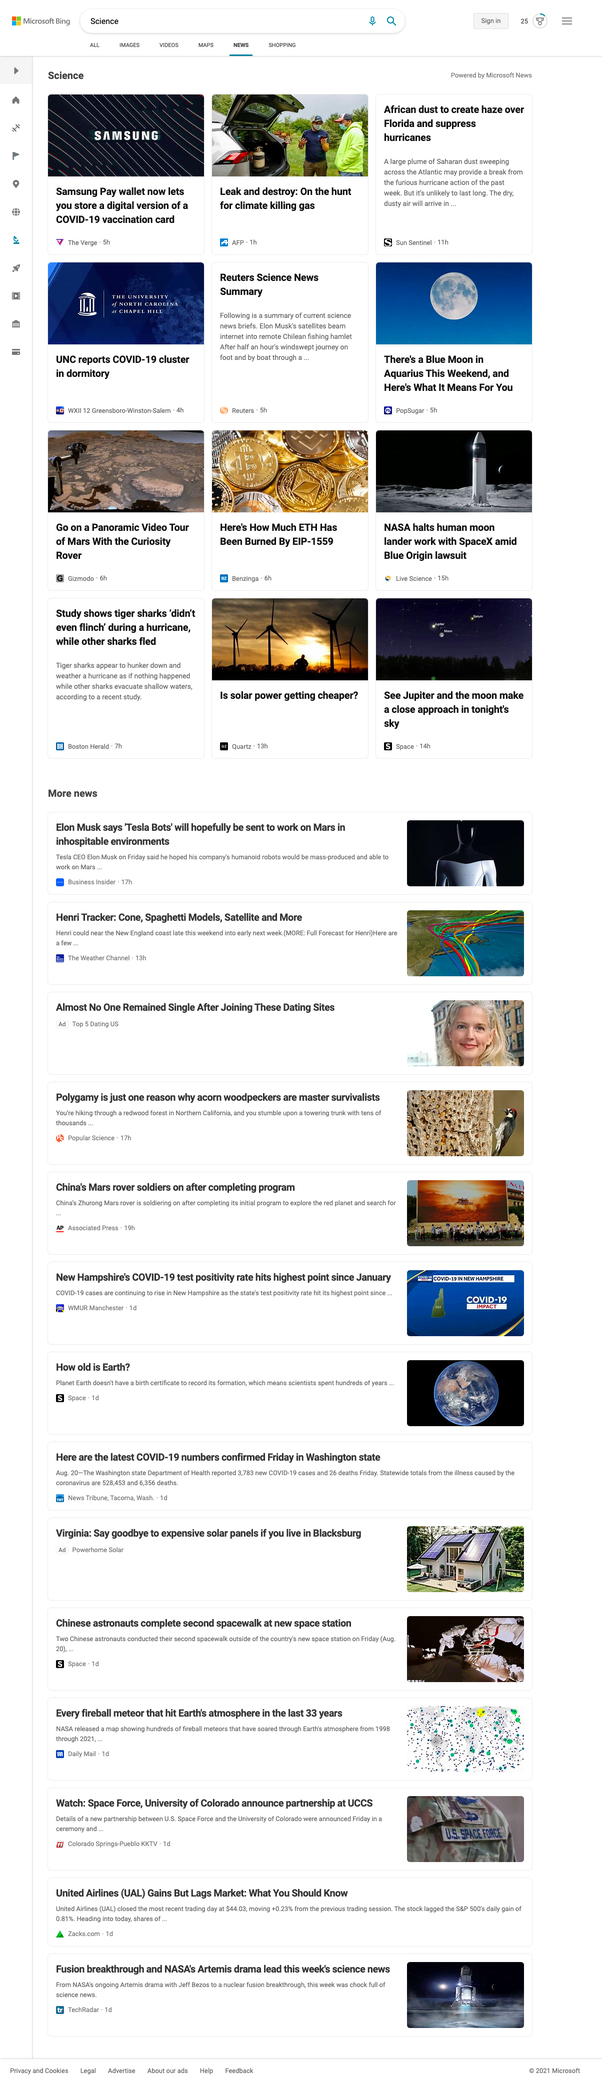 Microsoft Bing
Science
Sign in
25
ALL
IMAGES
VIDEOS
MAPS
NEWS
SHOPPING
Science
Powered by Microsoft News
SAMSUNG
Samsung Pay wallet now lets
you store a digital version of a
COVID-19 vaccination card
The Verge · 5h
Leak and destroy: On the hunt
for climate killing gas
AFP · 1h
African dust to create haze over
Florida and suppress
hurricanes
A large plume of Saharan dust sweeping
across the Atlantic may provide a break from
the furious hurricane action of the past
week. But it's unlikely to last long. The dry,
dusty air will arrive in ...
Sun Sentinel · 11h
THE UNIVERSITY
of NORTH CAROLINA
at CHAPEL HILL
UNC reports COVID-19 cluster
in dormitory
WXII 12 Greensboro-Winston-Salem · 4h
Reuters Science News
Summary
Following is a summary of current science
news briefs. Elon Musk's satellites beam
internet into remote Chilean fishing hamlet
After half an hour's windswept journey on
foot and by boat through a ...
Reuters · 5h
There's a Blue Moon in
Aquarius This Weekend, and
Here's What It Means For You
PopSugar · 5h
Go on a Panoramic Video Tour
of Mars With the Curiosity
Rover
Gizmodo · 6h
Here's How Much ETH Has
Been Burned By EIP-1559
Benzinga · 6h
NASA halts human moon
lander work with SpaceX amid
Blue Origin lawsuit
Live Science · 15h
Study shows tiger sharks 'didn't
even flinch' during a hurricane,
while other sharks fled
Tiger sharks appear to hunker down and
weather a hurricane as if nothing happened
while other sharks evacuate shallow waters,
according to a recent study.
Boston Herald · 7h
Is solar power getting cheaper?
Quartz · 13h
Jupiter
Saturn
Moon
See Jupiter and the moon make
a close approach in tonight's
sky
Space · 14h
More news
Elon Musk says 'Tesla Bots' will hopefully be sent to work on Mars in
inhospitable environments
Tesla CEO Elon Musk on Friday said he hoped his company's humanoid robots would be mass-produced and able to
work on Mars ...
Business Insider · 17h
Henri Tracker: Cone, Spaghetti Models, Satellite and More
Henri could near the New England coast late this weekend into early next week.(MORE: Full Forecast for Henri)Here are
a few ...
The Weather Channel · 13h
Almost No One Remained Single After Joining These Dating Sites
Ad Top 5 Dating US
Polygamy is just one reason why acorn woodpeckers are master survivalists
You're hiking through a redwood forest in Northern California, and you stumble upon a towering trunk with tens of
thousands ...
Popular Science · 17h
China's Mars rover soldiers on after completing program
China's Zhurong Mars rover is soldiering on after completing its initial program to explore the red planet and search for
...
AP Associated Press · 19h
New Hampshire's COVID-19 test positivity rate hits highest point since January
COVID-19 cases are continuing to rise in New Hampshire as the state's test positivity rate hit its highest point since ...
WMUR Manchester · 1d
COVID-19 IN NEW HAMPSHIRE
COVID-19
IMPACT
How old is Earth?
Planet Earth doesn't have a birth certificate to record its formation, which means scientists spent hundreds of years ...
Space · 1d
Here are the latest COVID-19 numbers confirmed Friday in Washington state
Aug. 20—The Washington state Department of Health reported 3,783 new COVID-19 cases and 26 deaths Friday. Statewide totals from the illness caused by the
coronavirus are 528,453 and 6,356 deaths.
News Tribune, Tacoma, Wash. · 1d
Virginia: Say goodbye to expensive solar panels if you live in Blacksburg
Ad Powerhome Solar
Chinese astronauts complete second spacewalk at new space station
Two Chinese astronauts conducted their second spacewalk outside of the country's new space station on Friday (Aug.
20), ...
Space · 1d
Every fireball meteor that hit Earth's atmosphere in the last 33 years
NASA released a map showing hundreds of fireball meteors that have soared through Earth's atmosphere from 1998
through 2021, ...
Daily Mail · 1d
Watch: Space Force, University of Colorado announce partnership at UCCS
Details of a new partnership between U.S. Space Force and the University of Colorado were announced Friday in a
ceremony and ...
Colorado Springs-Pueblo KKTV · 1d
U.S. SPACE FORCE
United Airlines (UAL) Gains But Lags Market: What You Should Know
United Airlines (UAL) closed the most recent trading day at $44.03, moving +0.23% from the previous trading session. The stock lagged the S&P 500's daily gain of
0.81%. Heading into today, shares of ...
Zacks.com · 1d
Fusion breakthrough and NASA's Artemis drama lead this week's science news
From NASA's ongoing Artemis drama with Jeff Bezos to a nuclear fusion breakthrough, this week was chock full of
science news.
tr TechRadar · 1d
Privacy and Cookies
Legal
Advertise
About our ads
Help
Feedback
© 2021 Microsoft